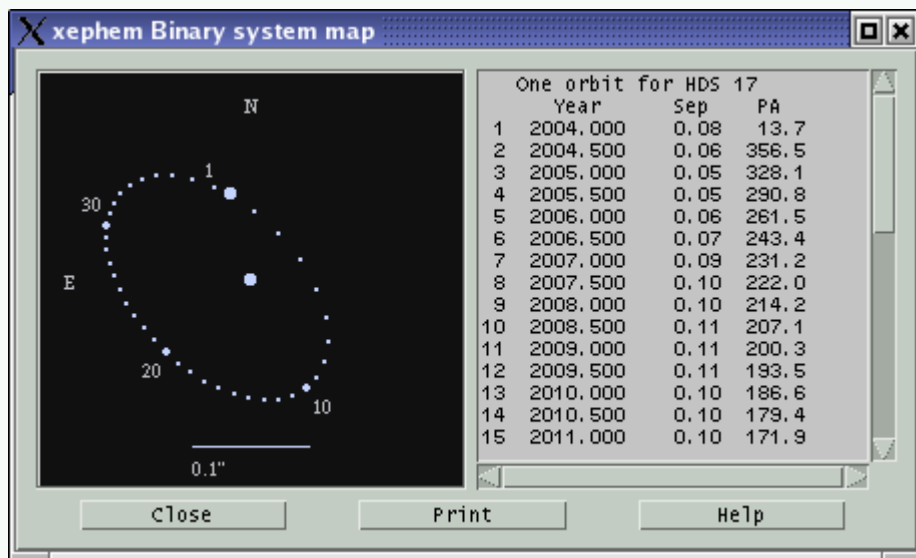 xephem Binary system map
N
1
30
E
20
10
0.1"
One orbit for HDS 17
Year Sep PA
1 2004.000 0.08 13.7
2 2004.500 0.06 356.5
3 2005.000 0.05 328.1
4 2005.500 0.05 290.8
5 2006.000 0.06 261.5
6 2006.500 0.07 243.4
7 2007.000 0.09 231.2
8 2007.500 0.10 222.0
9 2008.000 0.10 214.2
10 2008.500 0.11 207.1
11 2009.000 0.11 200.3
12 2009.500 0.11 193.5
13 2010.000 0.10 186.6
14 2010.500 0.10 179.4
15 2011.000 0.10 171.9
Close Print Help